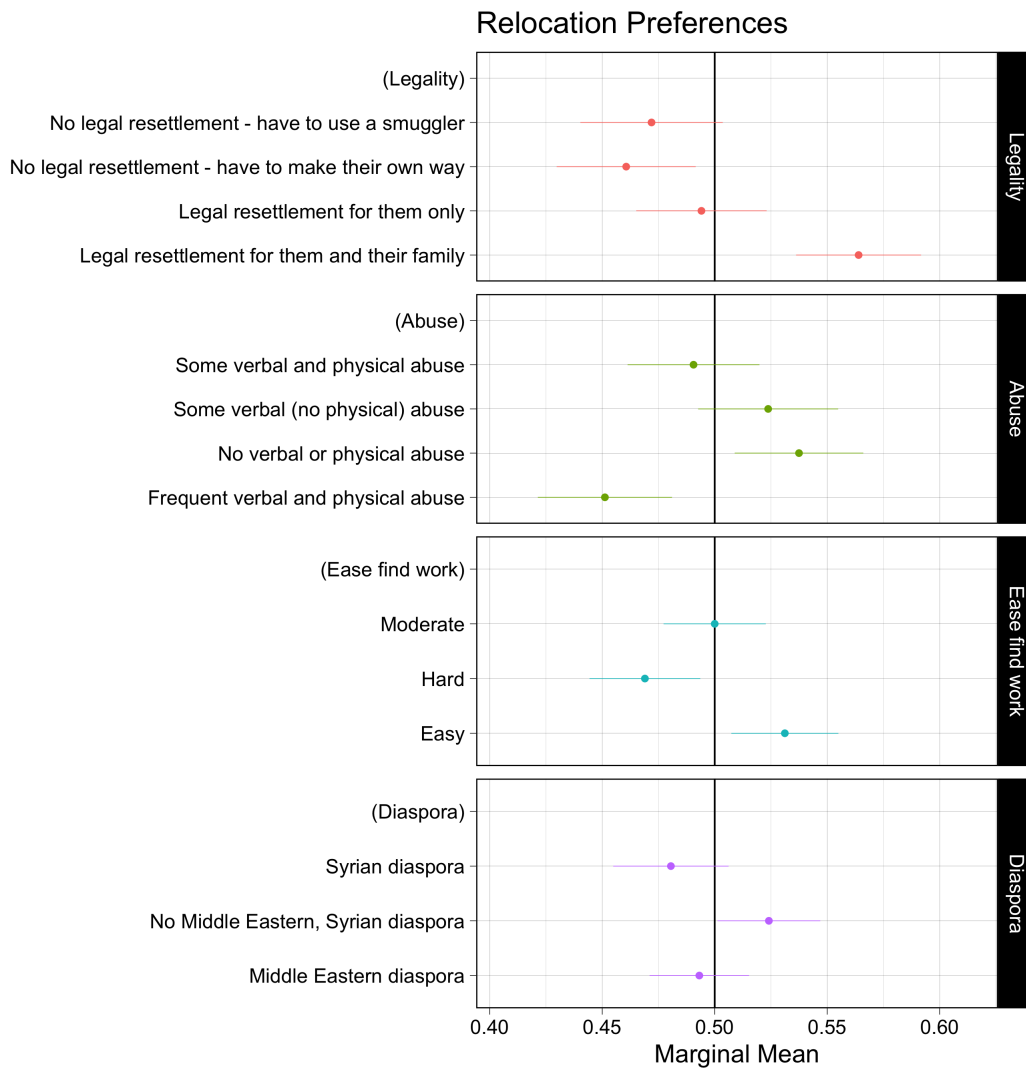 Relocation Preferences
(Legality)
No legal resettlement - have to use a smuggler
No legal resettlement - have to make their own way
Legal resettlement for them only
Legal resettlement for them and their family
Legality
(Abuse)
Some verbal and physical abuse
Some verbal (no physical) abuse
No verbal or physical abuse
Frequent verbal and physical abuse
Abuse
(Ease find work)
Moderate
Hard
Easy
Ease find work
(Diaspora)
Syrian diaspora
No Middle Eastern, Syrian diaspora
Middle Eastern diaspora
Diaspora
0.40 0.45 0.50 0.55 0.60
Marginal Mean